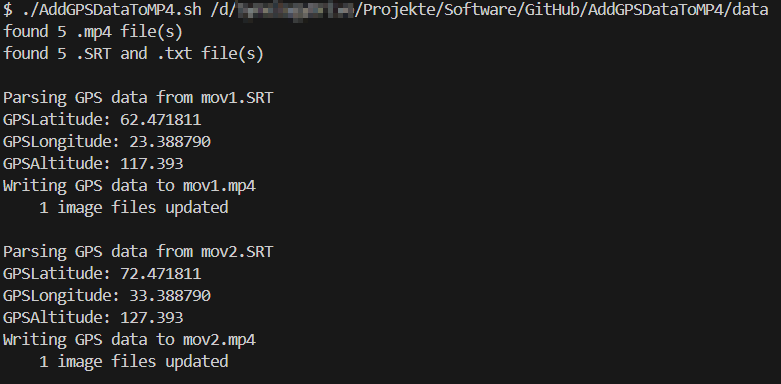 $ ./AddGPSDataToMP4.sh /d/ /Projekte/Software/GitHub/AddGPSDataToMP4/data
found 5 .mp4 file(s)
found 5 .SRT and .txt file(s)
Parsing GPS data from mov1.SRT
GPSLatitude: 62.471811
GPSLongitude: 23.388790
GPSAltitude: 117.393
Writing GPS data to mov1.mp4
1 image files updated
Parsing GPS data from mov2.SRT
GPSLatitude: 72.471811
GPSLongitude: 33.388790
GPSAltitude: 127.393
Writing GPS data to mov2.mp4
1 image files updated